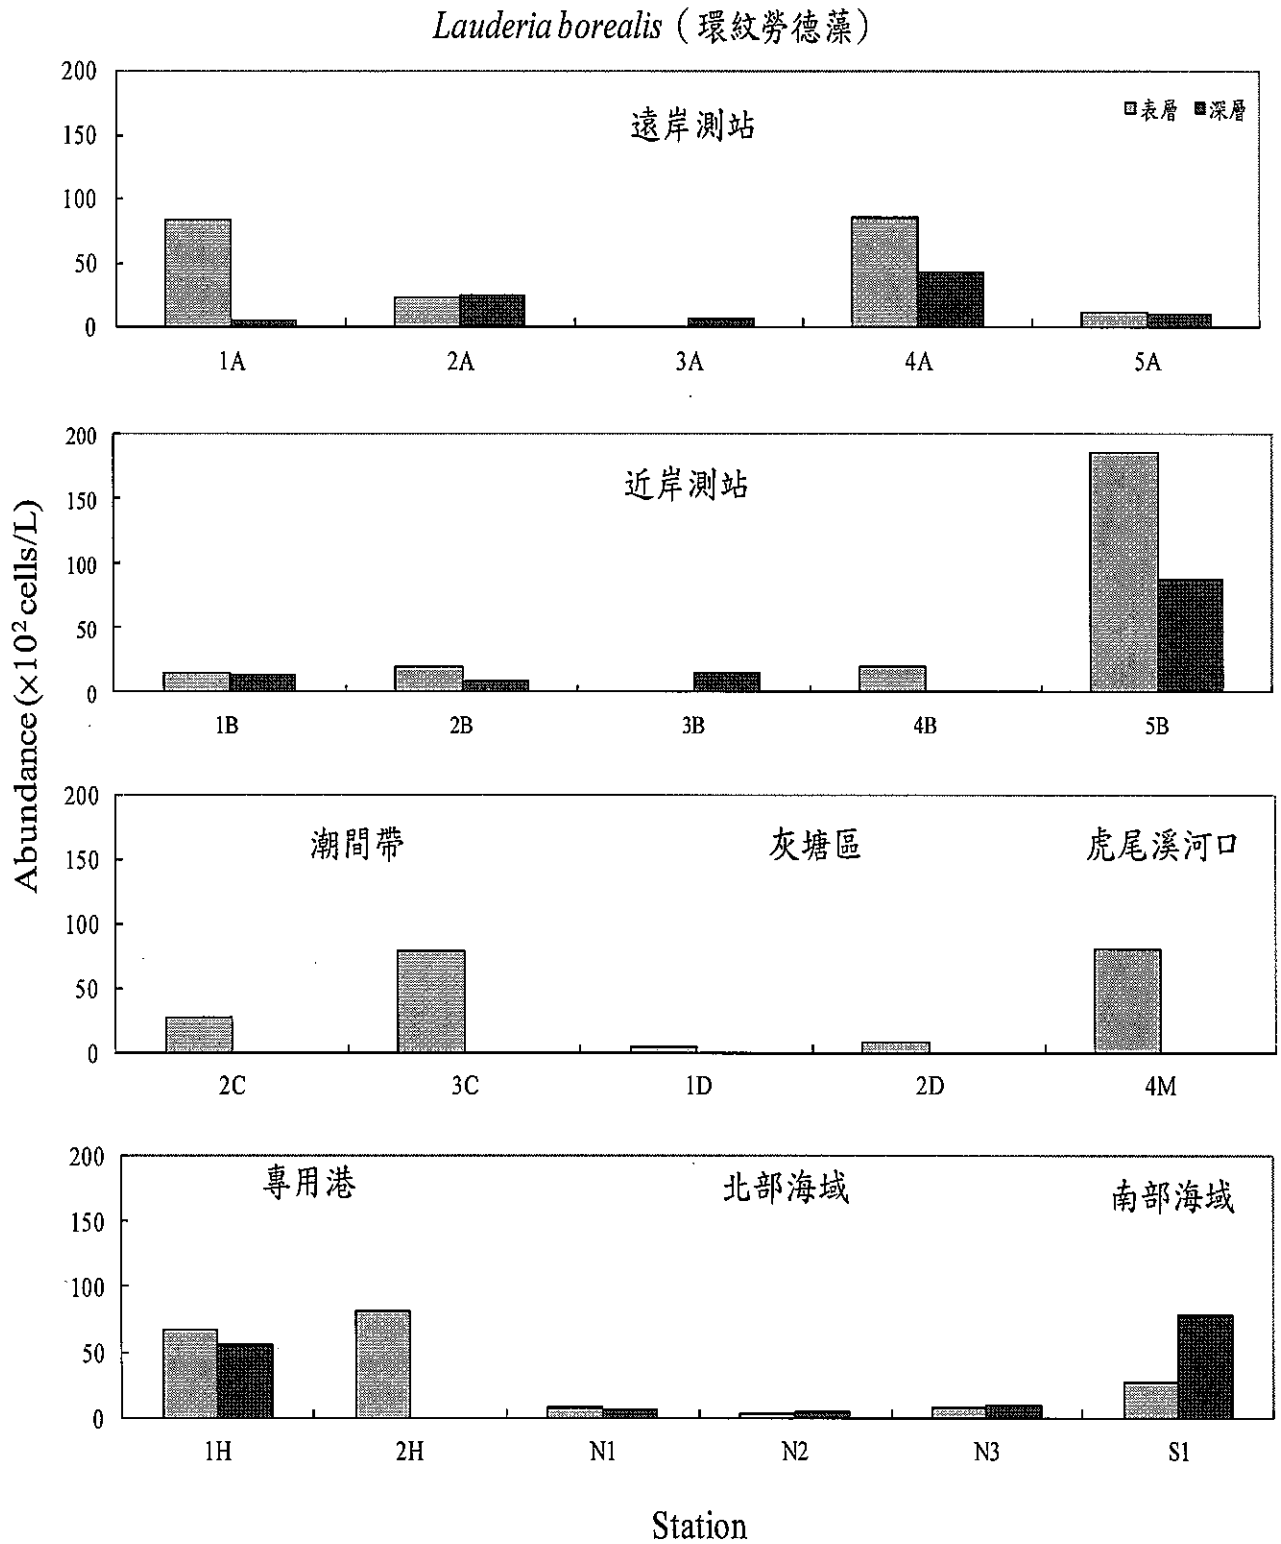 Lauderia borealis（環紋勞德藻）
200
遠岸測站
表層 深層
150
100
50
0
1A 2A 3A 4A 5A
200
近岸測站
150
100
50
0
1B 2B 3B 4B 5B
Abundance (×10² cells/L)
200
潮間帶 灰塘區 虎尾溪河口
150
100
50
0
2C 3C 1D 2D 4M
200
專用港 北部海域 南部海域
150
100
50
0
1H 2H N1 N2 N3 S1
Station